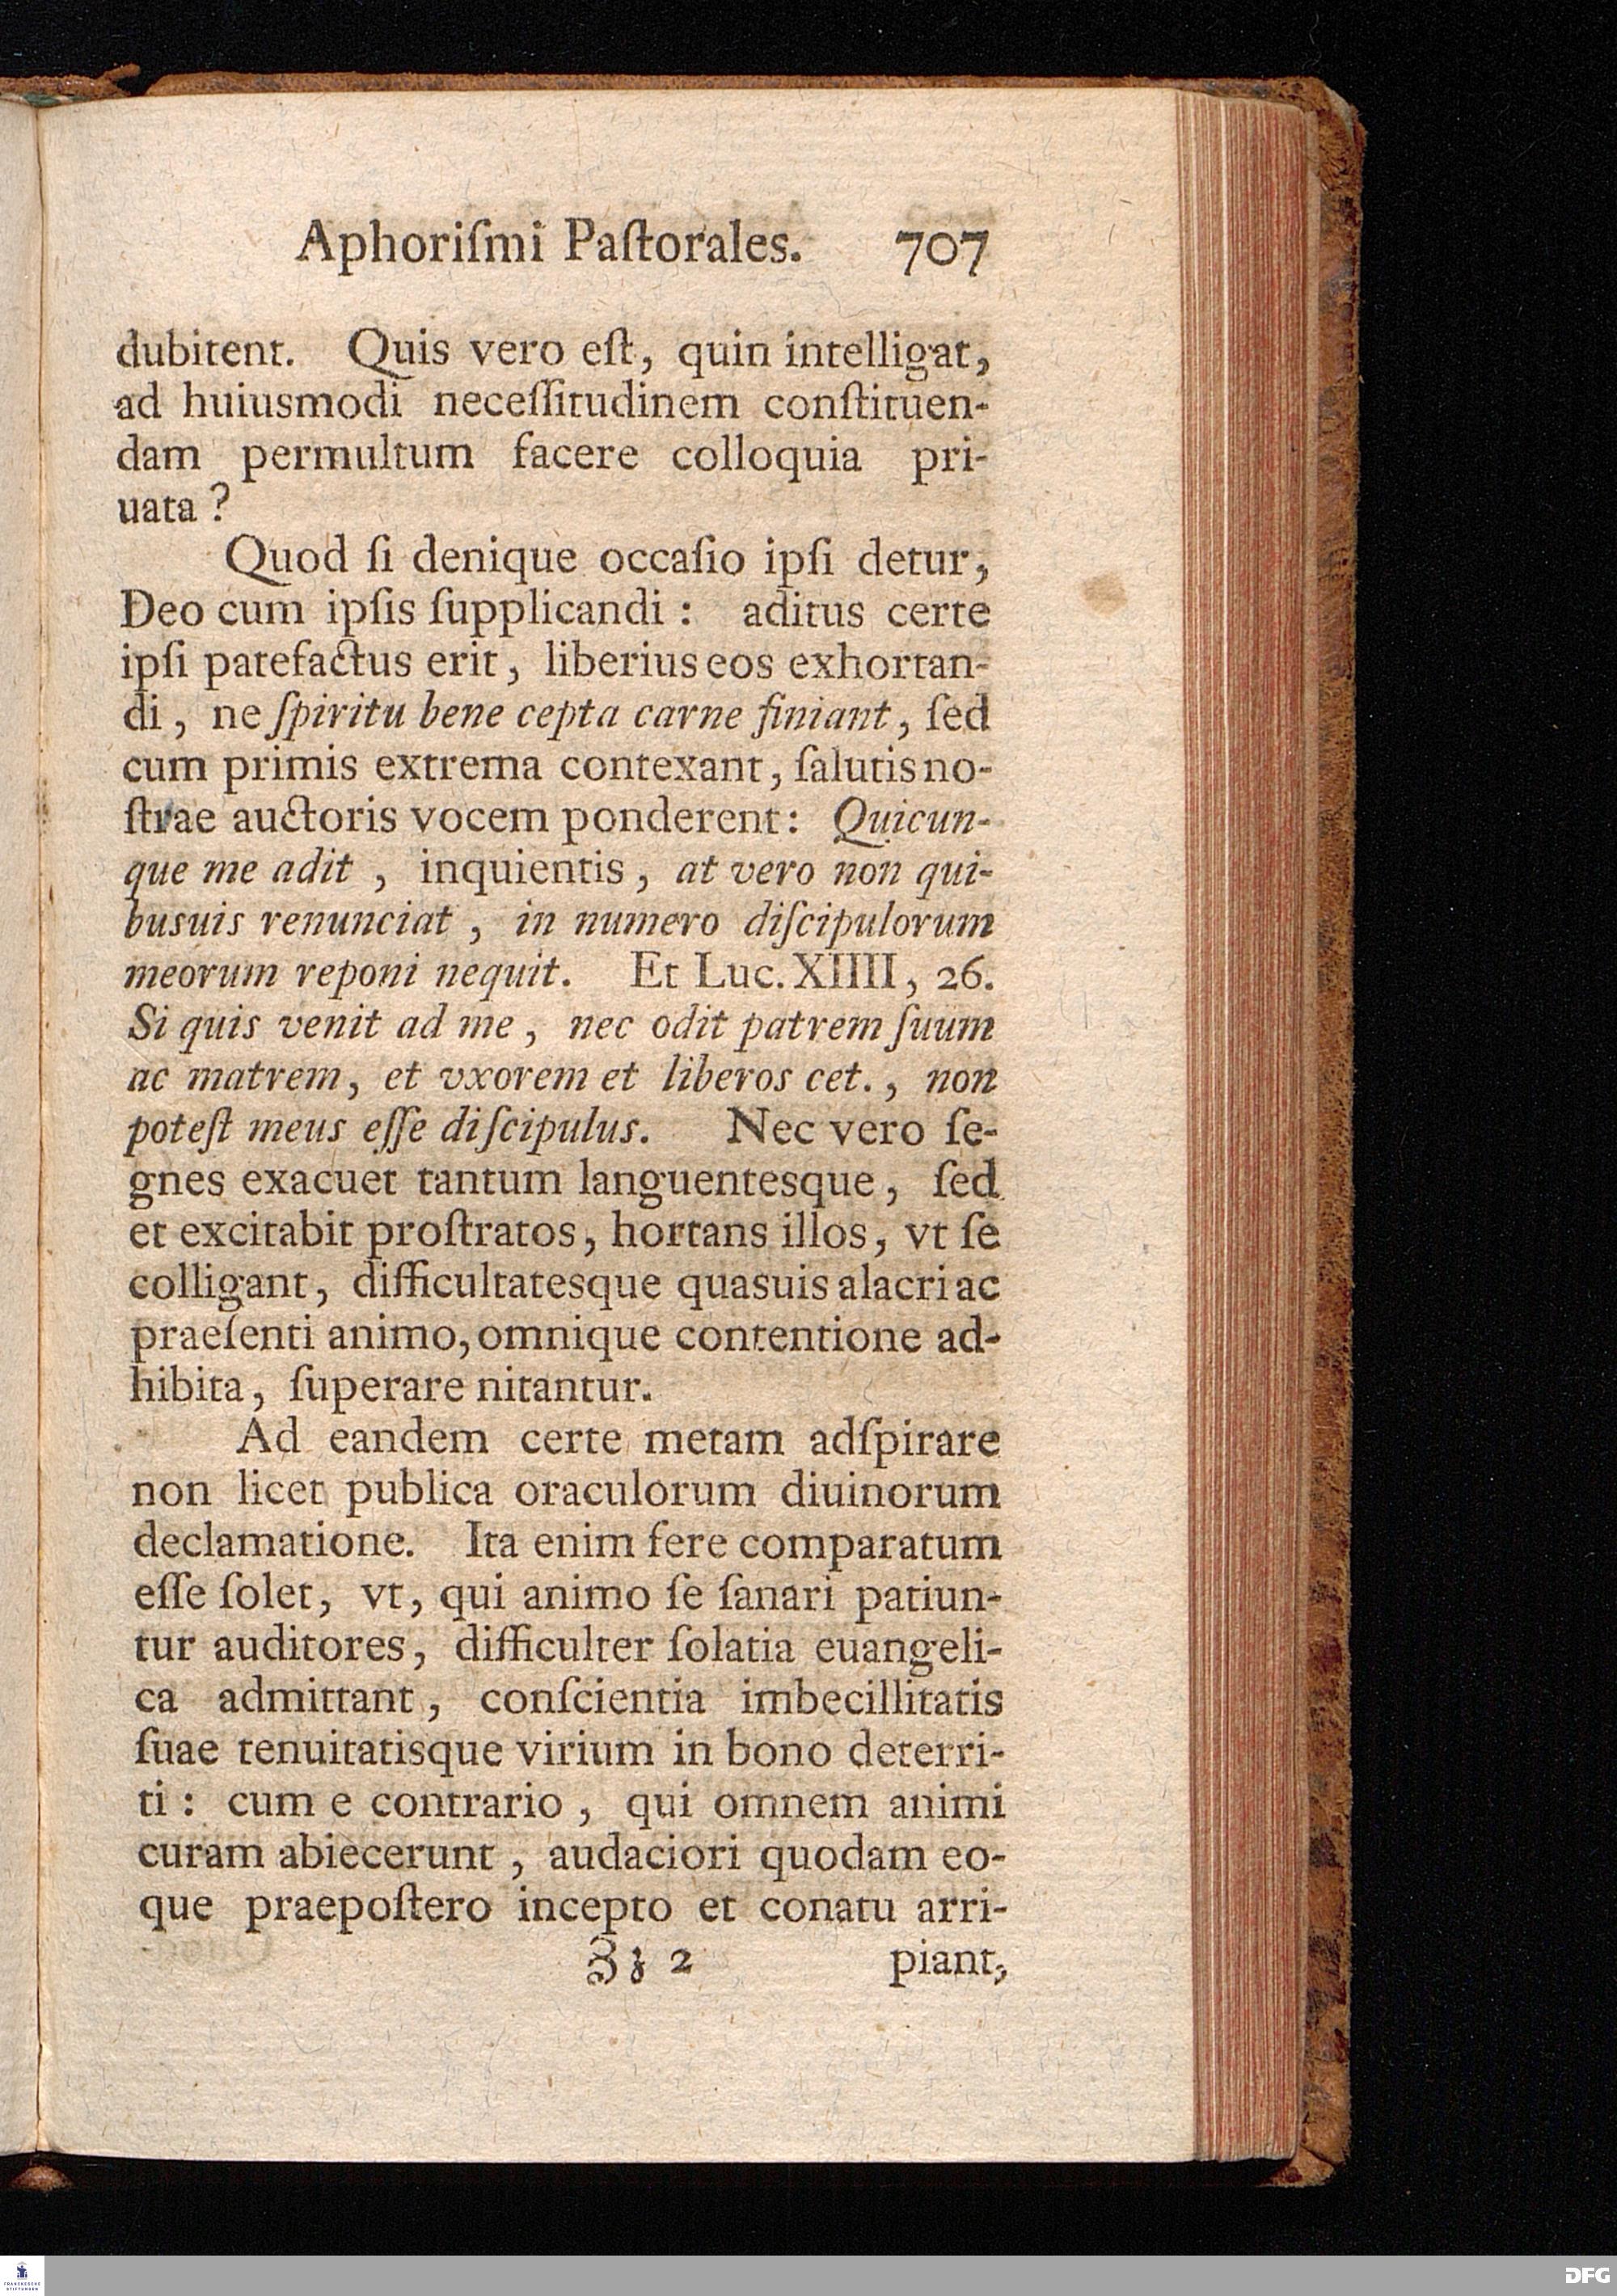 Aphoriſmi Paſtorales. 707
dubitent. Quis vero eſt, quin intelligat,
ad huiusmodi neceſſitudinem conſtituen-
dam permultum facere colloquia pri-
uata?
Quod ſi denique occaſio ipſi detur,
Deo cum ipſis ſupplicandi: aditus certe
ipſi patefactus erit, liberius eos exhortan-
di, ne ſpiritu bene cepta carne finiant, ſed
cum primis extrema contexant, ſalutis no-
ſtrae auctoris vocem ponderent: Quicun-
que me adit, inquientis, at vero non qui-
busuis renunciat, in numero diſcipulorum
meorum reponi nequit. Et Luc. XIIII, 26.
Si quis venit ad me, nec odit patrem ſuum
ac matrem, et vxorem et liberos cet., non
poteſt meus eſſe diſcipulus. Nec vero ſe-
gnes exacuet tantum languentesque, ſed
et excitabit proſtratos, hortans illos, vt ſe
colligant, difficultatesque quasuis alacri ac
praeſenti animo, omnique contentione ad-
hibita, ſuperare nitantur.
Ad eandem certe metam adſpirare
non licet publica oraculorum diuinorum
declamatione. Ita enim fere comparatum
eſſe ſolet, vt, qui animo ſe ſanari patiun-
tur auditores, difficulter ſolatia euangeli-
ca admittant, conſcientia imbecillitatis
ſuae tenuitatisque virium in bono deterri-
ti: cum e contrario, qui omnem animi
curam abiecerunt, audaciori quodam eo-
que praepoſtero incepto et conatu arri-
Zz 2 piant,
FRANCKESCHE
STIFTUNGEN
DFG